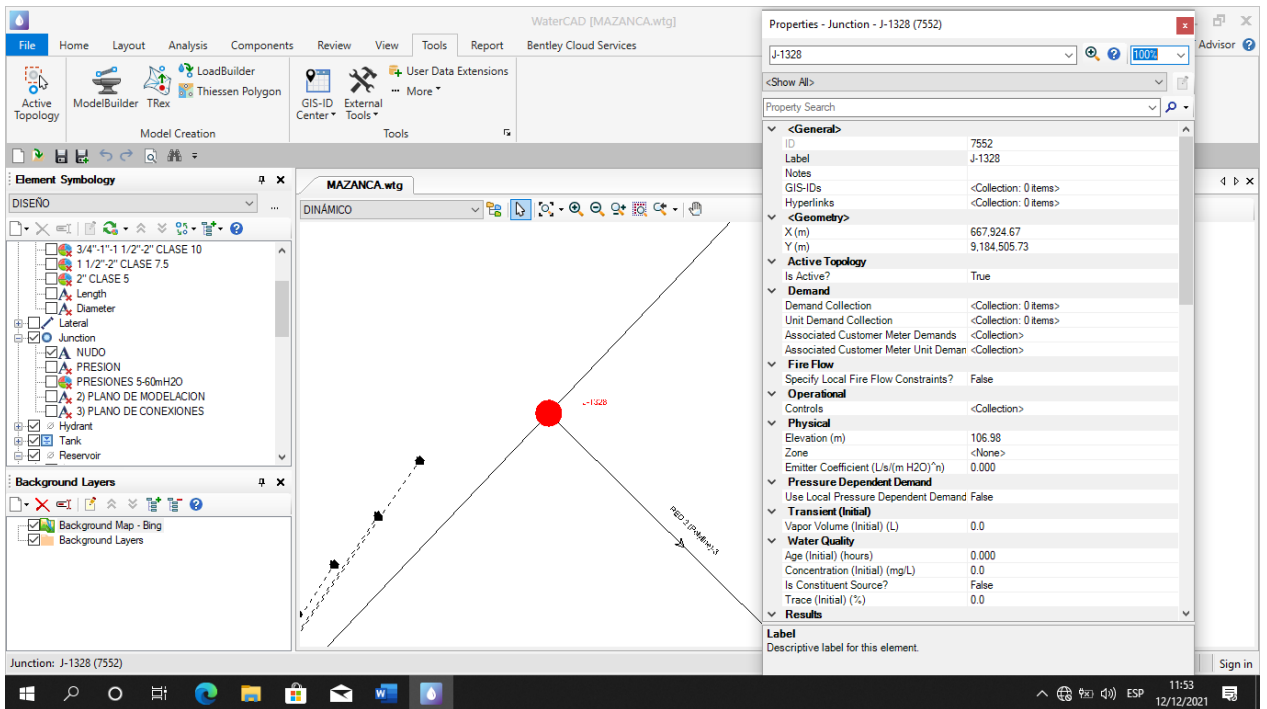 WaterCAD [MAZANCA.wtg]
File Home Layout Analysis Components Review View Tools Report Bentley Cloud Services
Advisor
Active Topology
ModelBuilder
TRex
LoadBuilder
Thiessen Polygon
Model Creation
GIS-ID Center
External Tools
User Data Extensions
More
Tools
Element Symbology
DISEÑO
...
3/4"-1"-1 1/2"-2" CLASE 10
1 1/2"-2" CLASE 7.5
2" CLASE 5
Length
Diameter
Lateral
Junction
NUDO
PRESION
PRESIONES 5-60mH2O
2) PLANO DE MODELACION
3) PLANO DE CONEXIONES
Hydrant
Tank
Reservoir
Background Layers
Background Map - Bing
Background Layers
MAZANCA.wtg
DINÁMICO
J-1328
Properties - Junction - J-1328 (7552)
J-1328
100%
<Show All>
Property Search
<General>
ID 7552
Label J-1328
Notes
GIS-IDs <Collection: 0 items>
Hyperlinks <Collection: 0 items>
<Geometry>
X (m) 667,924.67
Y (m) 9,184,505.73
Active Topology
Is Active? True
Demand
Demand Collection <Collection: 0 items>
Unit Demand Collection <Collection: 0 items>
Associated Customer Meter Demands <Collection>
Associated Customer Meter Unit Deman <Collection>
Fire Flow
Specify Local Fire Flow Constraints? False
Operational
Controls <Collection>
Physical
Elevation (m) 106.98
Zone <None>
Emitter Coefficient (L/s/(m H2O)^n) 0.000
Pressure Dependent Demand
Use Local Pressure Dependent Demand False
Transient (Initial)
Vapor Volume (Initial) (L) 0.0
Water Quality
Age (Initial) (hours) 0.000
Concentration (Initial) (mg/L) 0.0
Is Constituent Source? False
Trace (Initial) (%) 0.0
Results
Label
Descriptive label for this element.
Junction: J-1328 (7552)
Sign in
ESP
11:53
12/12/2021